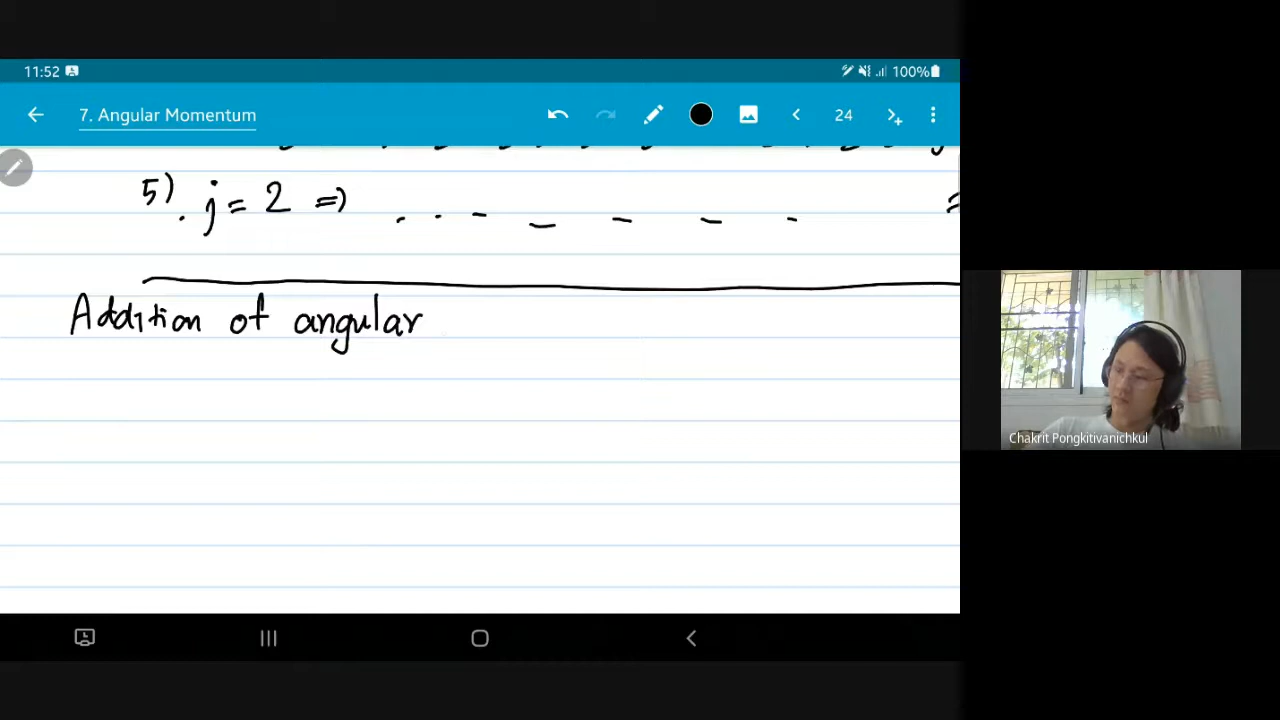 11:52 100%
7. Angular Momentum 24
5) j = 2 ⇒ . . - - - - - =
Addition of angular
Chakrit Pongkitivanichkul